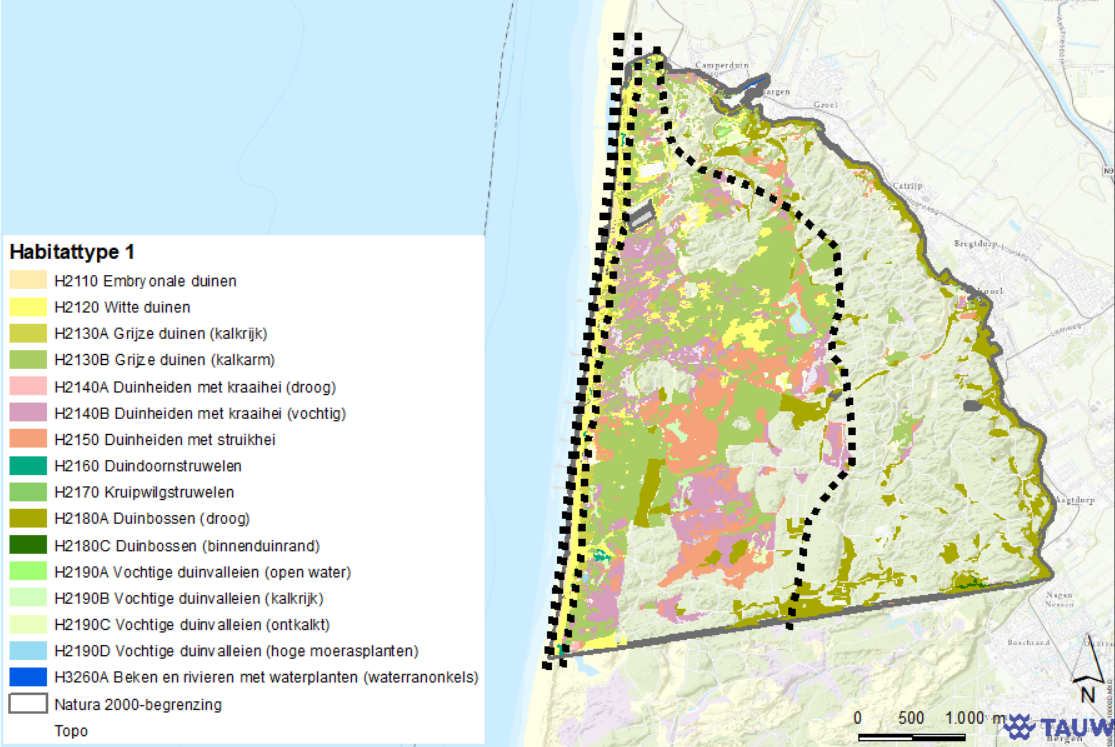 Habitattype 1
H2110 Embryonale duinen
H2120 Witte duinen
H2130A Grijze duinen (kalkrijk)
H2130B Grijze duinen (kalkarm)
H2140A Duinheiden met kraaihei (droog)
H2140B Duinheiden met kraaihei (vochtig)
H2150 Duinheiden met struikhei
H2160 Duindoornstruwelen
H2170 Kruipwilgstruwelen
H2180A Duinbossen (droog)
H2180C Duinbossen (binnenduinrand)
H2190A Vochtige duinvalleien (open water)
H2190B Vochtige duinvalleien (kalkrijk)
H2190C Vochtige duinvalleien (ontkalkt)
H2190D Vochtige duinvalleien (hoge moerasplanten)
H3260A Beken en rivieren met waterplanten (waterranonkels)
Natura 2000-begrenzing
Topo
Camperduin
Groet
Catrijp
Bregtdorp
Aagtdorp
N
0 500 1.000 m
TAUW
Bergen